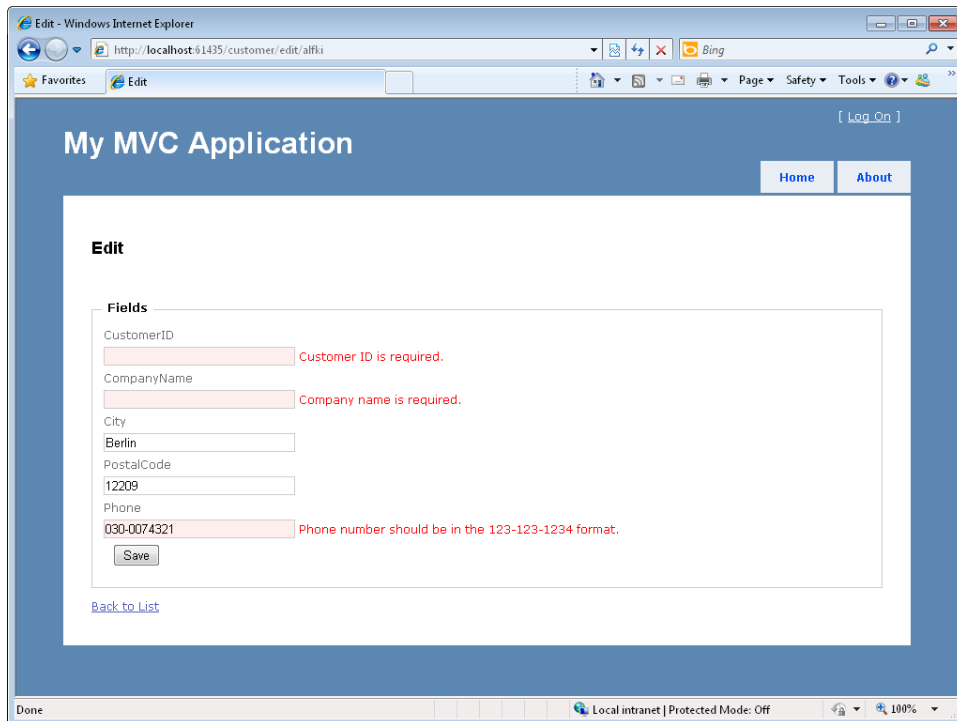 Edit - Windows Internet Explorer
http://localhost:61435/customer/edit/alfki
Bing
Favorites
Edit
Page
Safety
Tools
[ Log On ]
My MVC Application
Home
About
Edit
Fields
CustomerID
Customer ID is required.
CompanyName
Company name is required.
City
Berlin
PostalCode
12209
Phone
030-0074321 Phone number should be in the 123-123-1234 format.
Save
Back to List
Done
Local intranet | Protected Mode: Off
100%